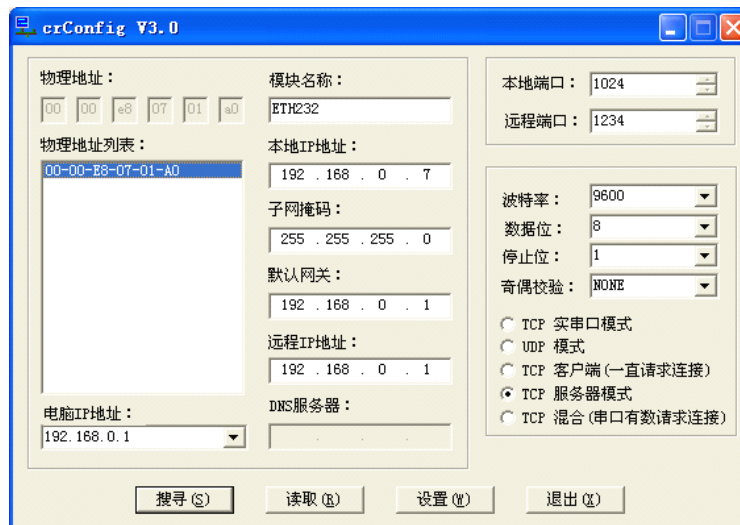 crConfig V3.0
物理地址：
00 00 e8 07 01 a0
物理地址列表：
00-00-E8-07-01-A0
电脑IP地址：
192.168.0.1
模块名称：
ETH232
本地IP地址：
192 . 168 . 0 . 7
子网掩码：
255 . 255 . 255 . 0
默认网关：
192 . 168 . 0 . 1
远程IP地址：
192 . 168 . 0 . 1
DNS服务器：
. . .
本地端口： 1024
远程端口： 1234
波特率： 9600
数据位： 8
停止位： 1
奇偶校验： NONE
TCP 实串口模式
UDP 模式
TCP 客户端(一直请求连接)
TCP 服务器模式
TCP 混合(串口有数请求连接)
搜寻(S) 读取(R) 设置(W) 退出(X)